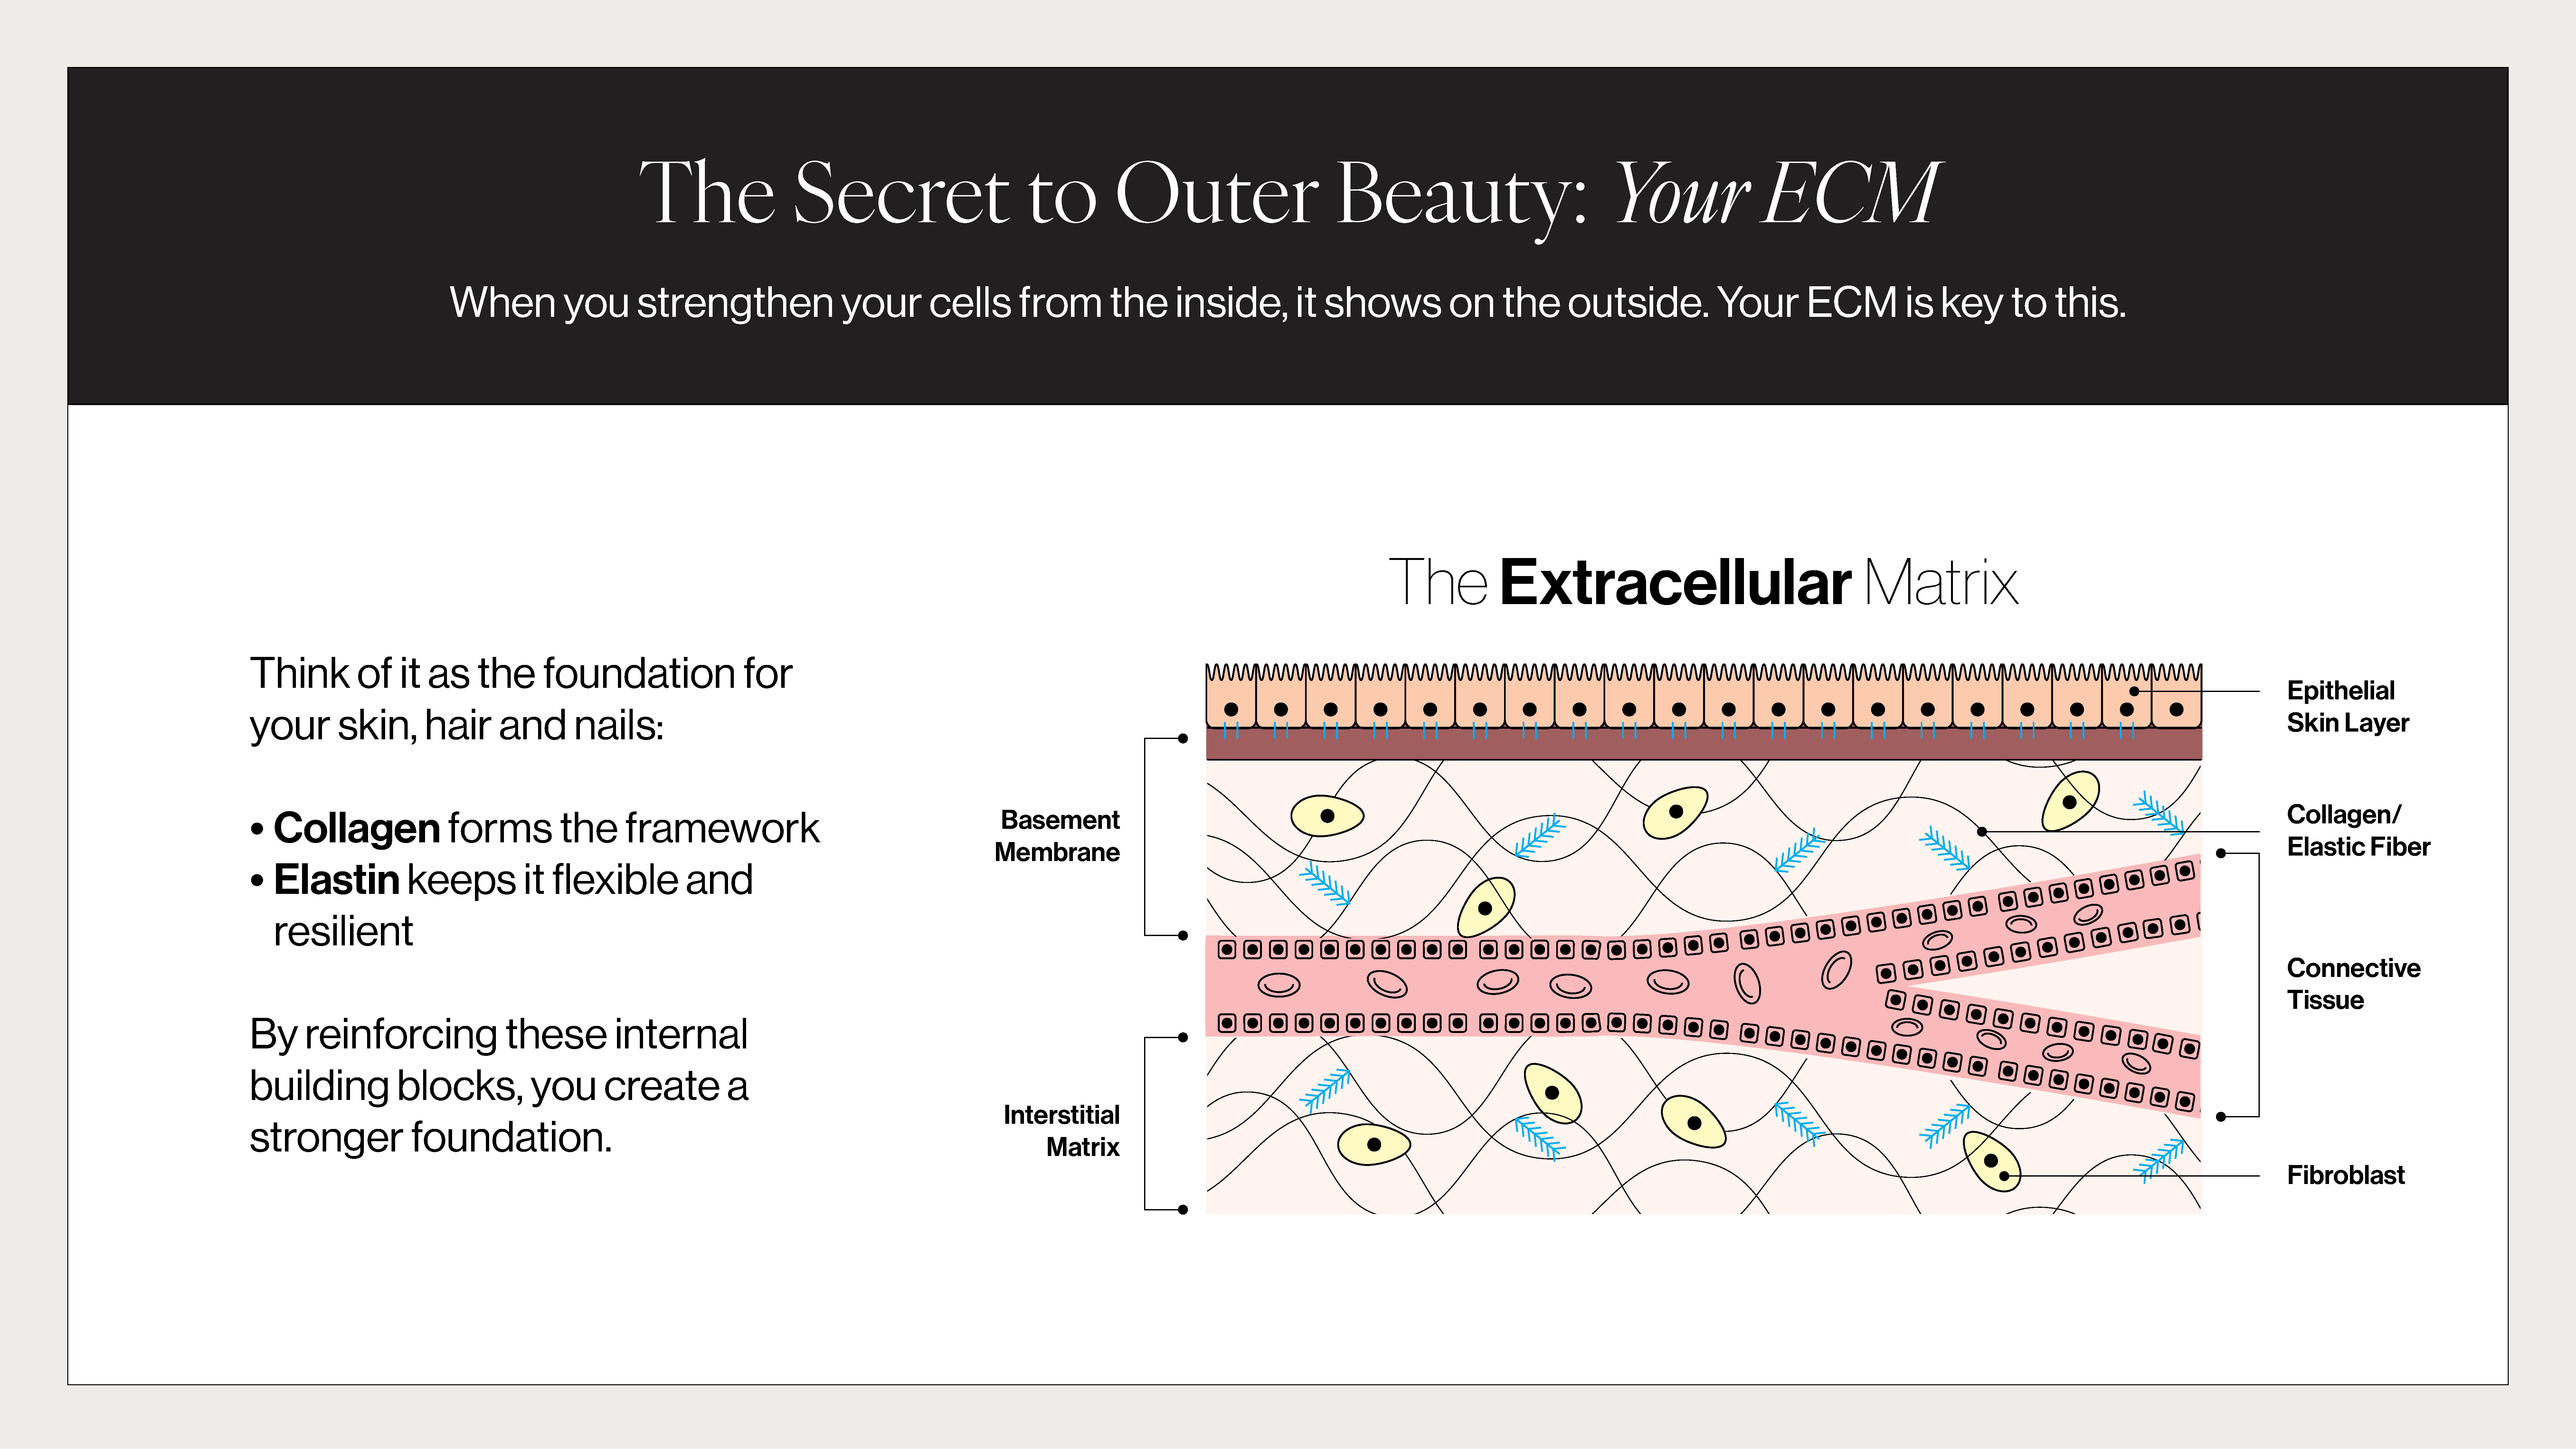 The Secret to Outer Beauty: Your ECM
When you strengthen your cells from the inside, it shows on the outside. Your ECM is key to this.
Think of it as the foundation for
your skin, hair and nails:
• Collagen forms the framework
• Elastin keeps it flexible and
resilient
By reinforcing these internal
building blocks, you create a
stronger foundation.
The Extracellular Matrix
Basement
Membrane
Interstitial
Matrix
Epithelial
Skin Layer
Collagen/
Elastic Fiber
Connective
Tissue
Fibroblast